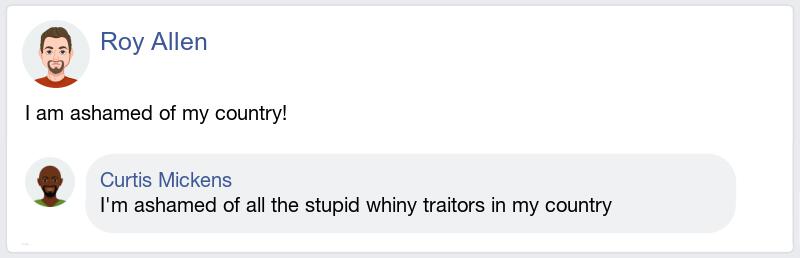 Roy Allen
I am ashamed of my country!
Curtis Mickens
I'm ashamed of all the stupid whiny traitors in my country